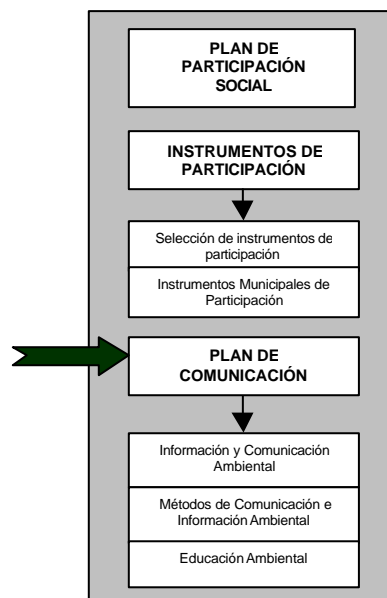 PLAN DE
PARTICIPACIÓN
SOCIAL
INSTRUMENTOS DE
PARTICIPACIÓN
Selección de instrumentos de
participación
Instrumentos Municipales de
Participación
PLAN DE
COMUNICACIÓN
Información y Comunicación
Ambiental
Métodos de Comunicación e
Información Ambiental
Educación Ambiental